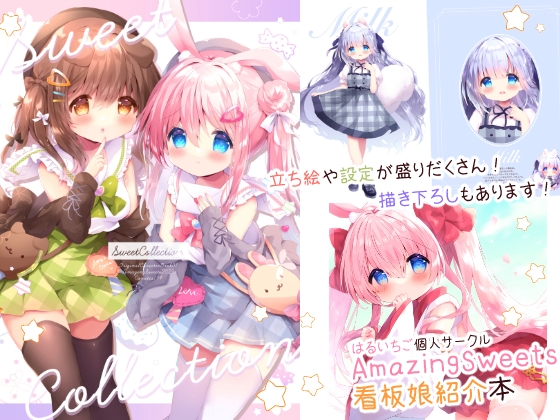 Sweet
Collection
SweetCollection
Milk
立ち絵や設定が盛りだくさん！
描き下ろしもあります！
はるいちご個人サークル
AmazingSweets
看板娘紹介本